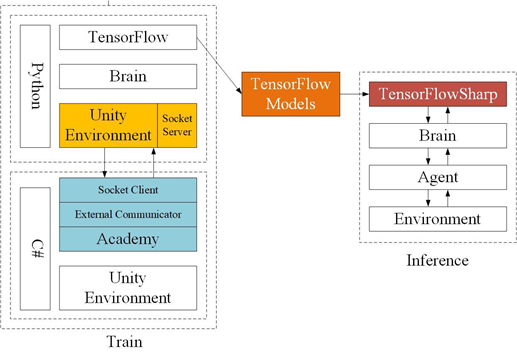 Python
TensorFlow
Brain
Unity
Environment
Socket
Server
C#
Socket Client
External Communicator
Academy
Unity
Environment
Train
TensorFlow
Models
TensorFlowSharp
Brain
Agent
Environment
Inference